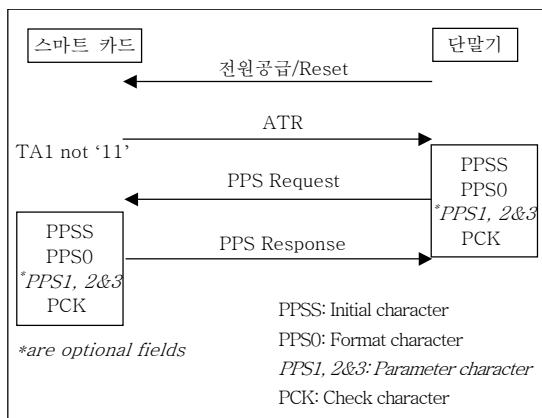 스마트 카드
단말기
전원공급/Reset
ATR
TA1 not ‘11’
PPSS
PPS0
*PPS1, 2&3
PCK
PPS Request
PPSS
PPS0
*PPS1, 2&3
PCK
PPS Response
*are optional fields
PPSS: Initial character
PPS0: Format character
PPS1, 2&3: Parameter character
PCK: Check character